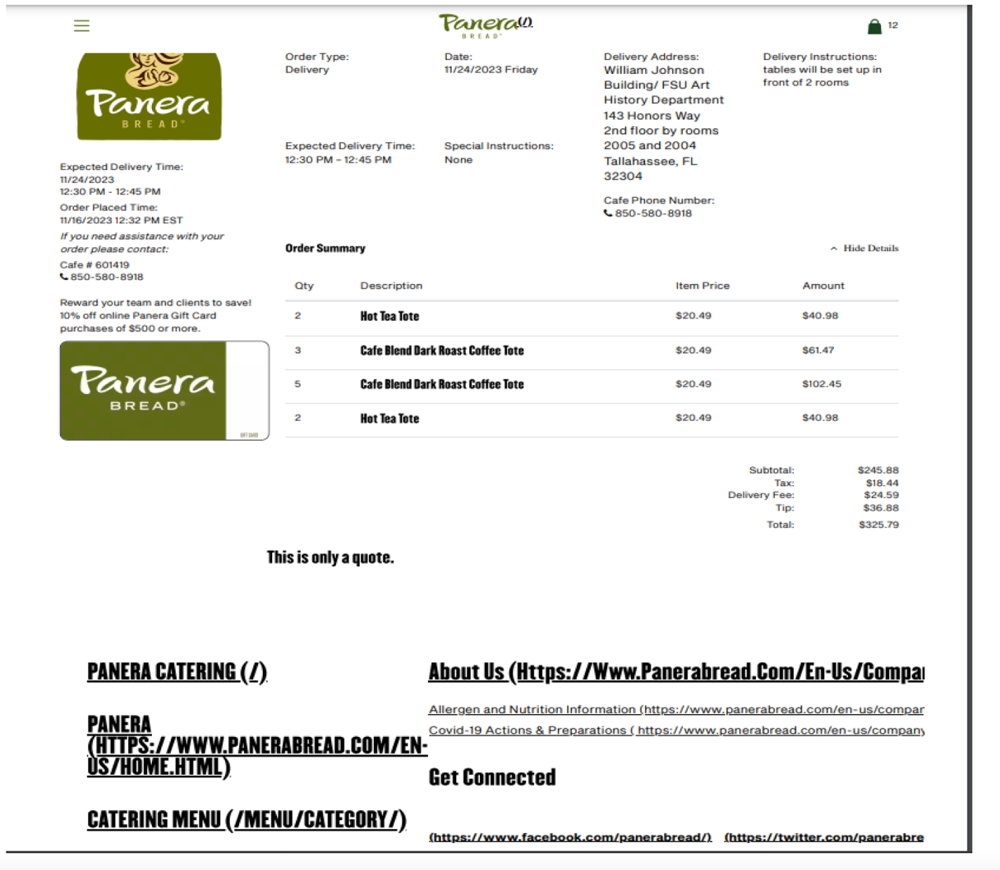 Panera(/)
BREAD®
12
Panera
BREAD®
Expected Delivery Time:
11/24/2023
12:30 PM - 12:45 PM
Order Placed Time:
11/16/2023 12:32 PM EST
If you need assistance with your
order please contact:
Cafe # 601419
850-580-8918
Reward your team and clients to save!
10% off online Panera Gift Card
purchases of $500 or more.
Panera
BREAD®
GIFT CARD
Order Type:
Delivery
Date:
11/24/2023 Friday
Delivery Address:
William Johnson
Building/ FSU Art
History Department
143 Honors Way
2nd floor by rooms
2005 and 2004
Tallahassee, FL
32304
Delivery Instructions:
tables will be set up in
front of 2 rooms
Expected Delivery Time:
12:30 PM – 12:45 PM
Special Instructions:
None
Cafe Phone Number:
850-580-8918
Order Summary
Hide Details
Qty Description Item Price Amount
2 Hot Tea Tote $20.49 $40.98
3 Cafe Blend Dark Roast Coffee Tote $20.49 $61.47
5 Cafe Blend Dark Roast Coffee Tote $20.49 $102.45
2 Hot Tea Tote $20.49 $40.98
Subtotal: $245.88
Tax: $18.44
Delivery Fee: $24.59
Tip: $36.88
Total: $325.79
This is only a quote.
PANERA CATERING (/)
PANERA
(HTTPS://WWW.PANERABREAD.COM/EN-
US/HOME.HTML)
CATERING MENU (/MENU/CATEGORY/)
About Us (Https://Www.Panerabread.Com/En-Us/Compa
Allergen and Nutrition Information (https://www.panerabread.com/en-us/compar
Covid-19 Actions & Preparations ( https://www.panerabread.com/en-us/company
Get Connected
(https://www.facebook.com/panerabread/) (https://twitter.com/panerabre